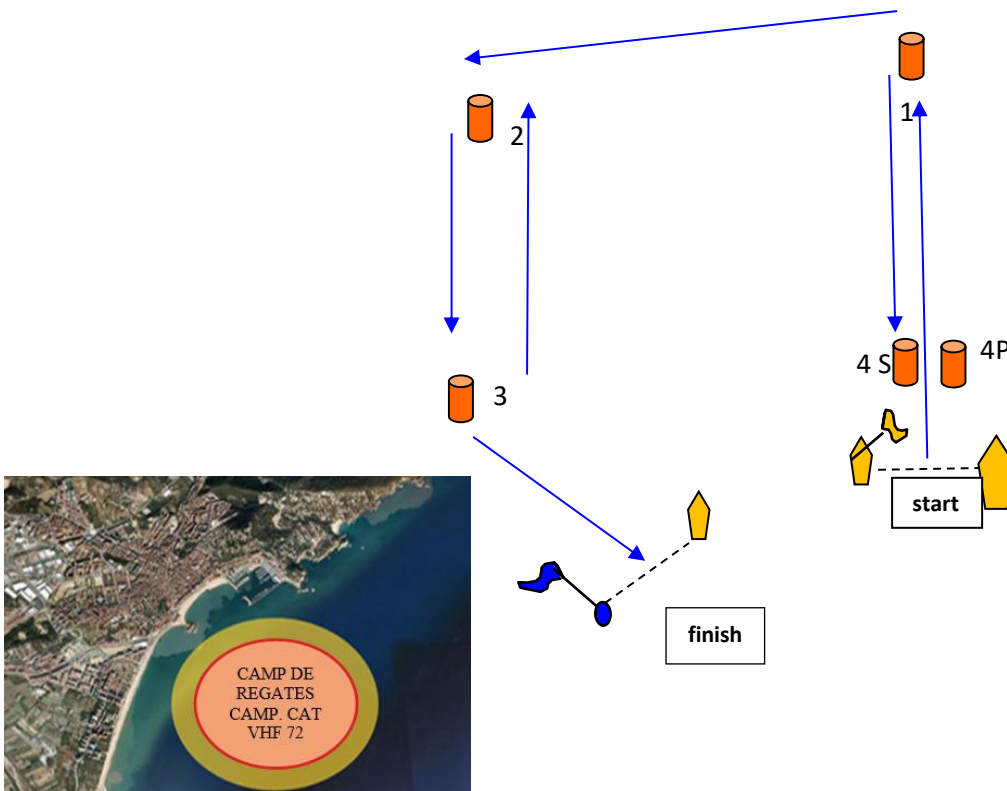 1
2
4 S
4P
3
start
finish
CAMP DE
REGATES
CAMP. CAT
VHF 72